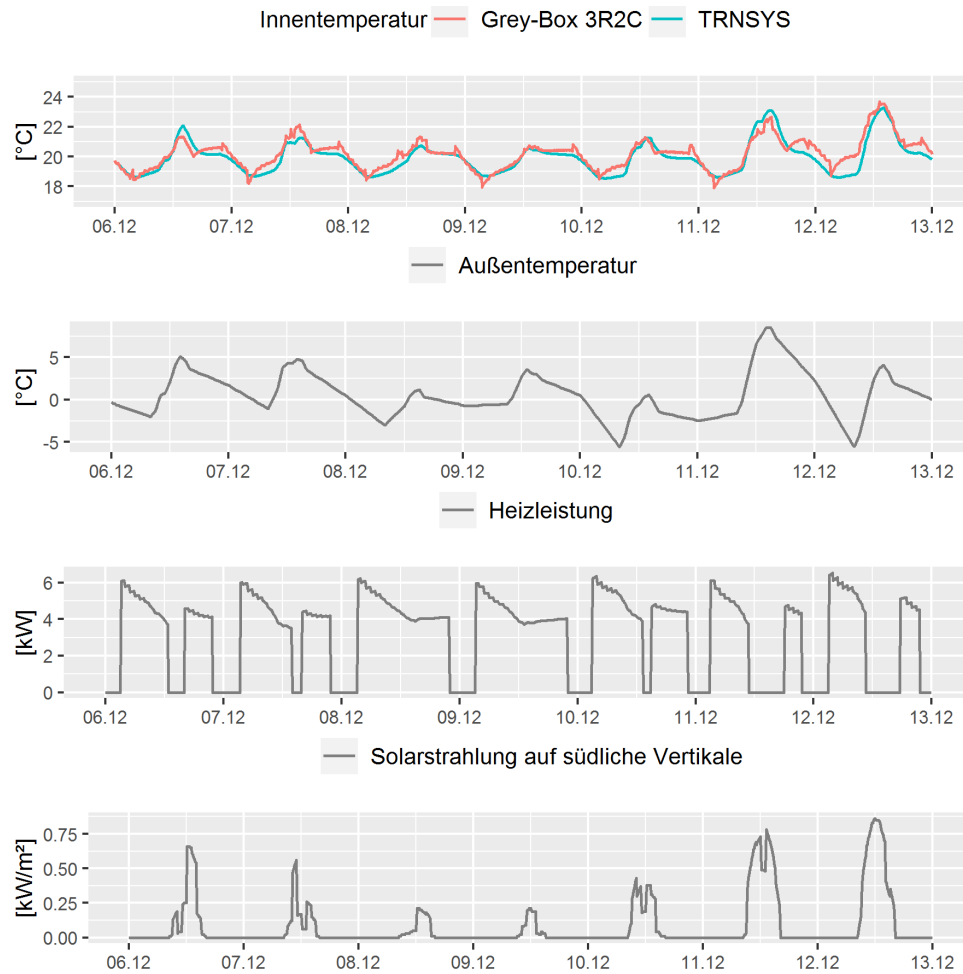 Innentemperatur Grey-Box 3R2C TRNSYS
[°C]
24
22
20
18
06.12 07.12 08.12 09.12 10.12 11.12 12.12 13.12
Außentemperatur
[°C]
5
0
-5
06.12 07.12 08.12 09.12 10.12 11.12 12.12 13.12
Heizleistung
[kW]
6
4
2
0
06.12 07.12 08.12 09.12 10.12 11.12 12.12 13.12
Solarstrahlung auf südliche Vertikale
[kW/m²]
0.75
0.50
0.25
0.00
06.12 07.12 08.12 09.12 10.12 11.12 12.12 13.12